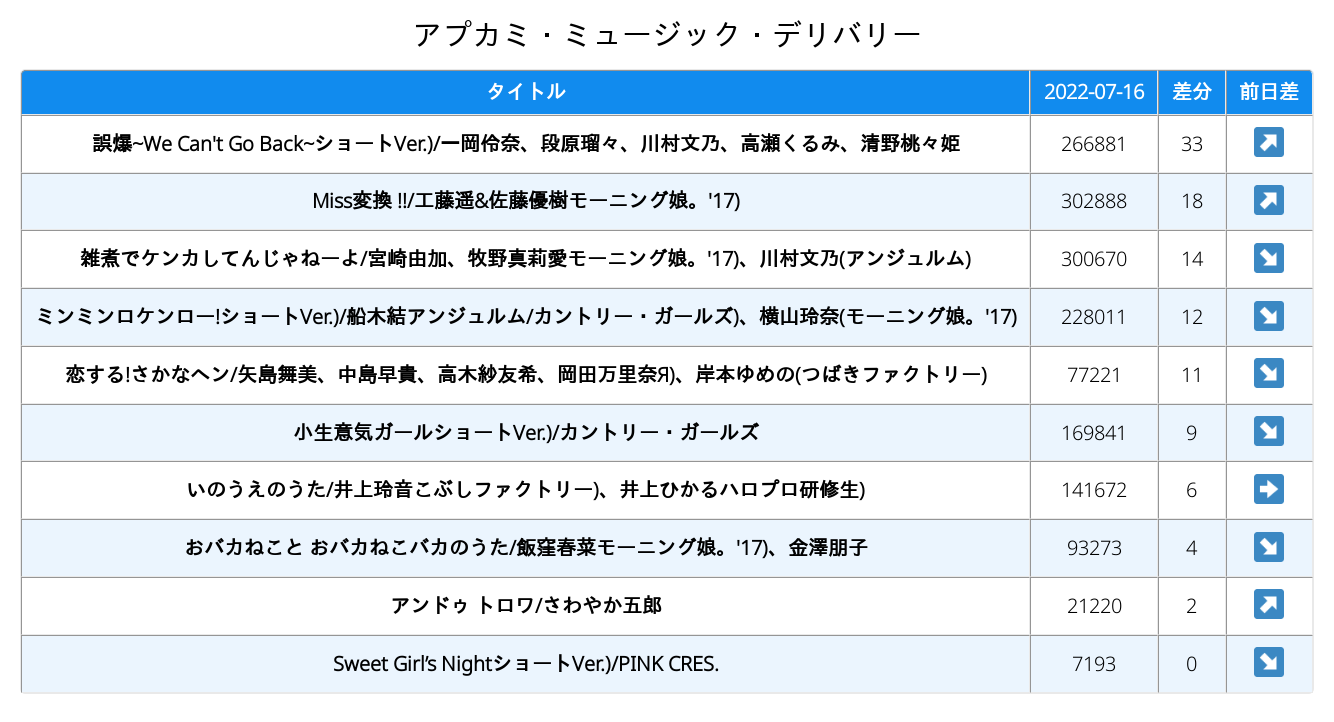 アプカミ・ミュージック・デリバリー
タイトル 2022-07-16 差分 前日差
誤爆~We Can't Go Back~ショートVer.)/一岡伶奈、段原瑠々、川村文乃、高瀬くるみ、清野桃々姫 266881 33
Miss変換 !!/工藤遥&佐藤優樹モーニング娘。'17) 302888 18
雑煮でケンカしてんじゃねーよ/宮崎由加、牧野真莉愛モーニング娘。'17)、川村文乃(アンジュルム) 300670 14
ミンミンロケンロー!ショートVer.)/船木結アンジュルム/カントリー・ガールズ)、横山玲奈(モーニング娘。'17) 228011 12
恋する!さかなヘン/矢島舞美、中島早貴、高木紗友希、岡田万里奈Я)、岸本ゆめの(つばきファクトリー) 77221 11
小生意気ガールショートVer.)/カントリー・ガールズ 169841 9
いのうえのうた/井上玲音こぶしファクトリー)、井上ひかるハロプロ研修生) 141672 6
おバカねこと おバカねこバカのうた/飯窪春菜モーニング娘。'17)、金澤朋子 93273 4
アンドゥ トロワ/さわやか五郎 21220 2
Sweet Girl’s NightショートVer.)/PINK CRES. 7193 0